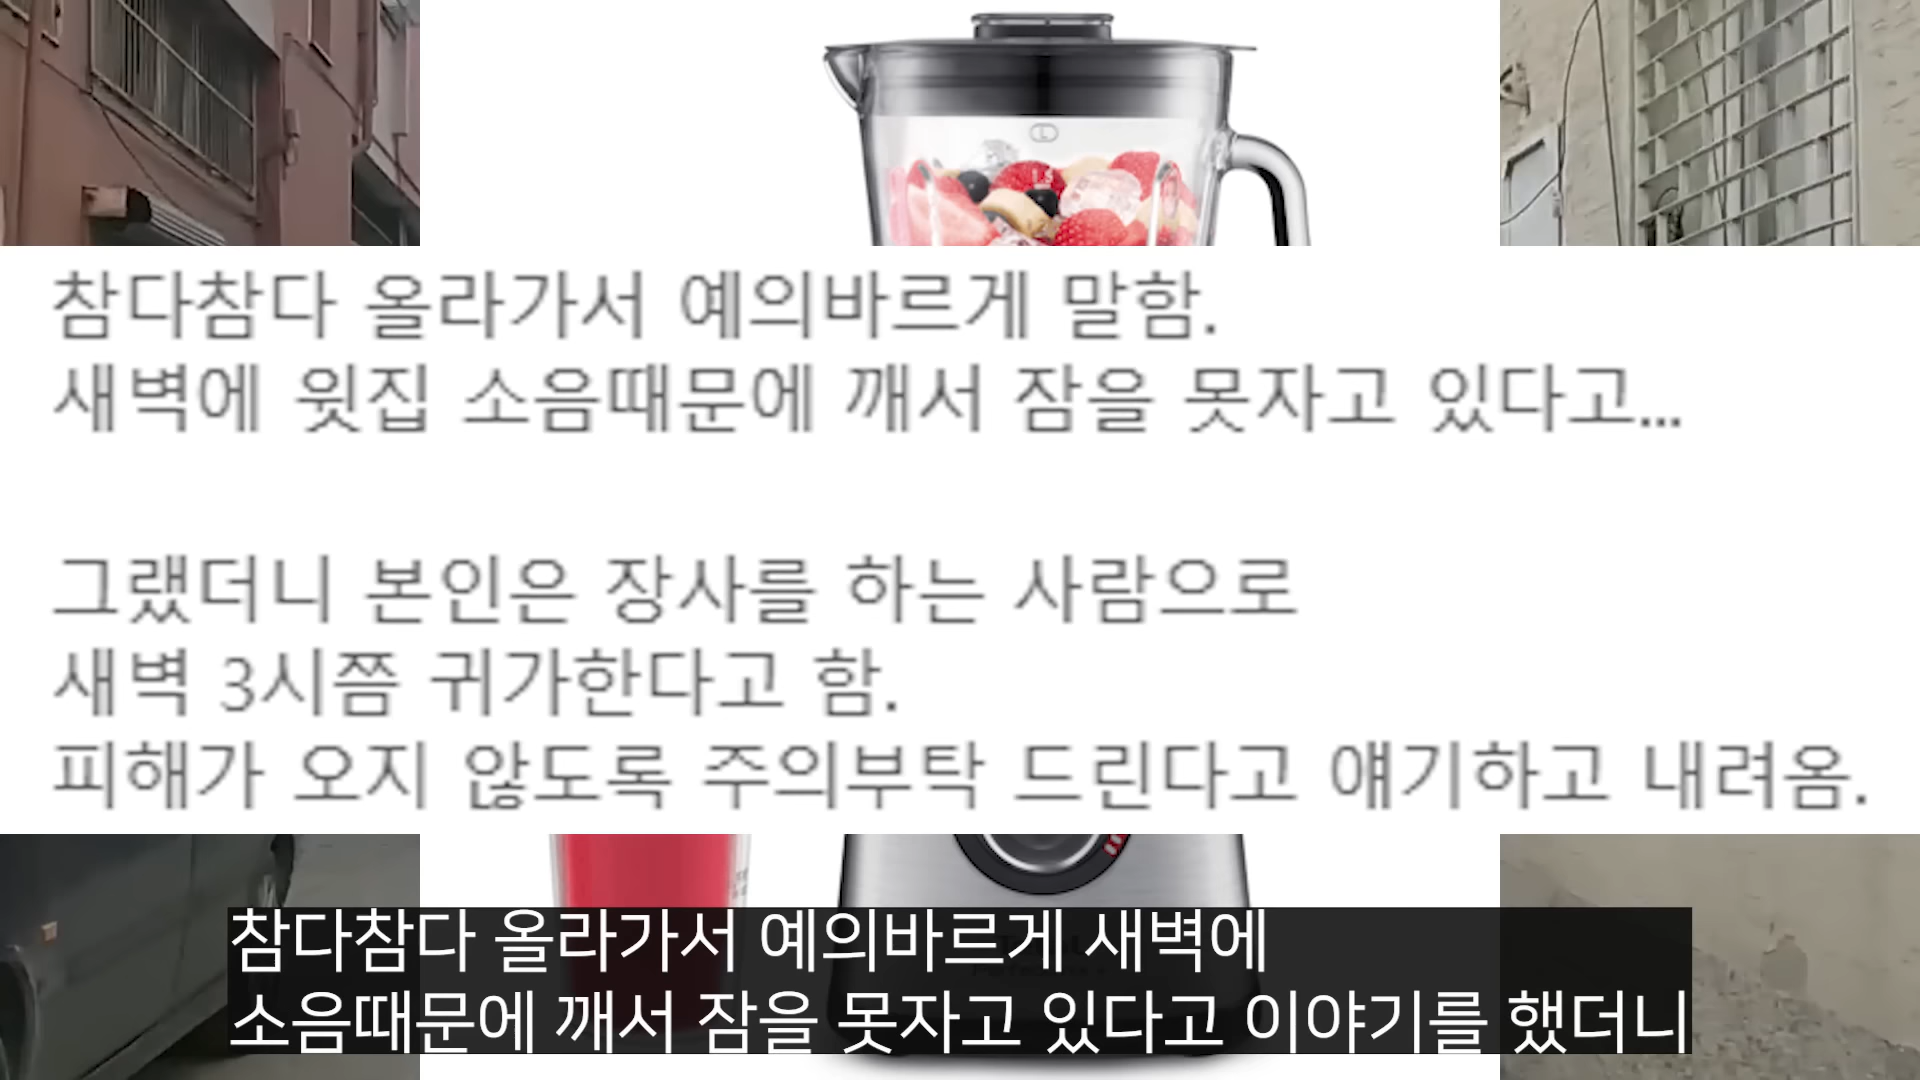 참다참다 올라가서 예의바르게 말함.
새벽에 윗집 소음때문에 깨서 잠을 못자고 있다고...
그랬더니 본인은 장사를 하는 사람으로
새벽 3시쯤 귀가한다고 함.
피해가 오지 않도록 주의부탁 드린다고 얘기하고 내려옴.
참다참다 올라가서 예의바르게 새벽에
소음때문에 깨서 잠을 못자고 있다고 이야기를 했더니